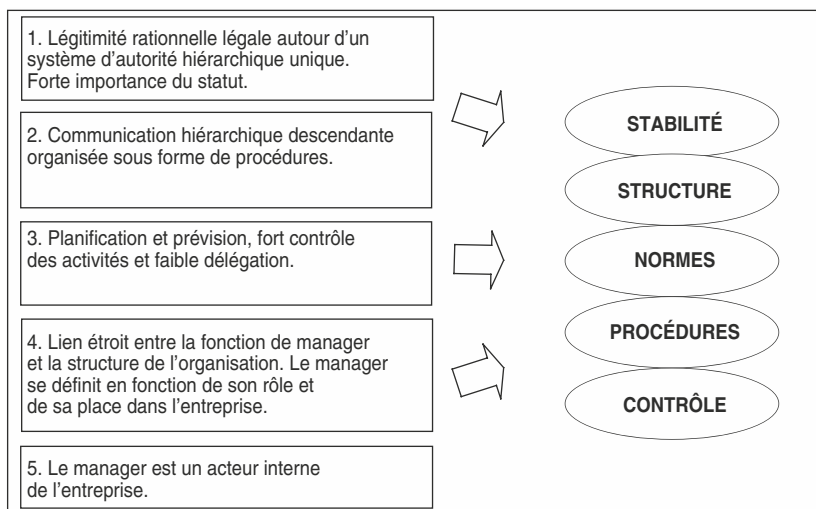 1. Légitimité rationnelle légale autour d'un
système d'autorité hiérarchique unique.
Forte importance du statut.
2. Communication hiérarchique descendante
organisée sous forme de procédures.
3. Planification et prévision, fort contrôle
des activités et faible délégation.
4. Lien étroit entre la fonction de manager
et la structure de l'organisation. Le manager
se définit en fonction de son rôle et
de sa place dans l'entreprise.
5. Le manager est un acteur interne
de l'entreprise.
STABILITÉ
STRUCTURE
NORMES
PROCÉDURES
CONTRÔLE